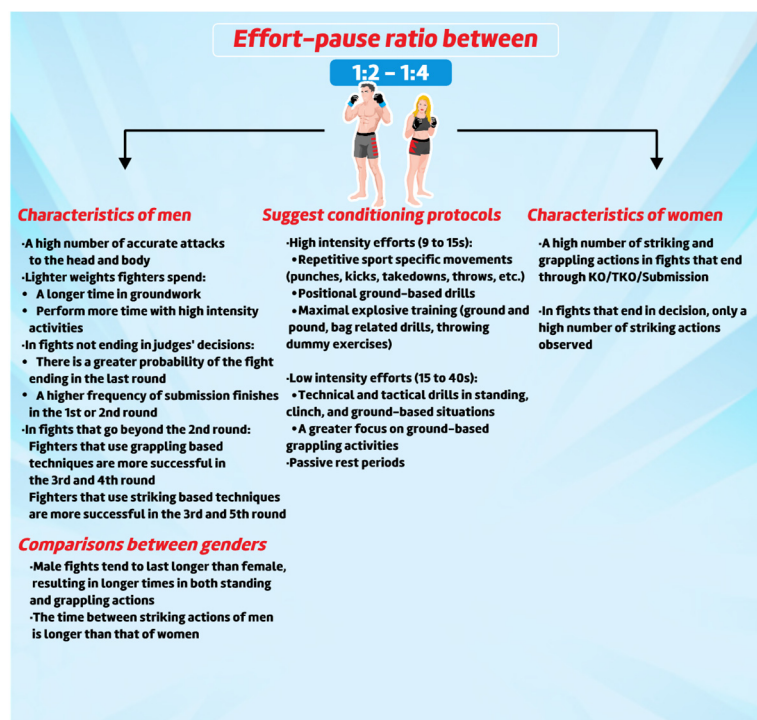 Effort-pause ratio between
1:2 - 1:4
Characteristics of men
·A high number of accurate attacks
to the head and body
·Lighter weights fighters spend:
• A longer time in groundwork
• Perform more time with high intensity
activities
·In fights not ending in judges' decisions:
• There is a greater probability of the fight
ending in the last round
• A higher frequency of submission finishes
in the 1st or 2nd round
·In fights that go beyond the 2nd round:
Fighters that use grappling based
techniques are more successful in
the 3rd and 4th round
Fighters that use striking based techniques
are more successful in the 3rd and 5th round
Comparisons between genders
·Male fights tend to last longer than female,
resulting in longer times in both standing
and grappling actions
·The time between striking actions of men
is longer than that of women
Suggest conditioning protocols
·High intensity efforts (9 to 15s):
•Repetitive sport specific movements
(punches, kicks, takedowns, throws, etc.)
•Positional ground-based drills
•Maximal explosive training (ground and
pound, bag related drills, throwing
dummy exercises)
·Low intensity efforts (15 to 40s):
•Technical and tactical drills in standing,
clinch, and ground-based situations
•A greater focus on ground-based
grappling activities
·Passive rest periods
Characteristics of women
·A high number of striking and
grappling actions in fights that end
through KO/TKO/Submission
·In fights that end in decision, only a
high number of striking actions
observed